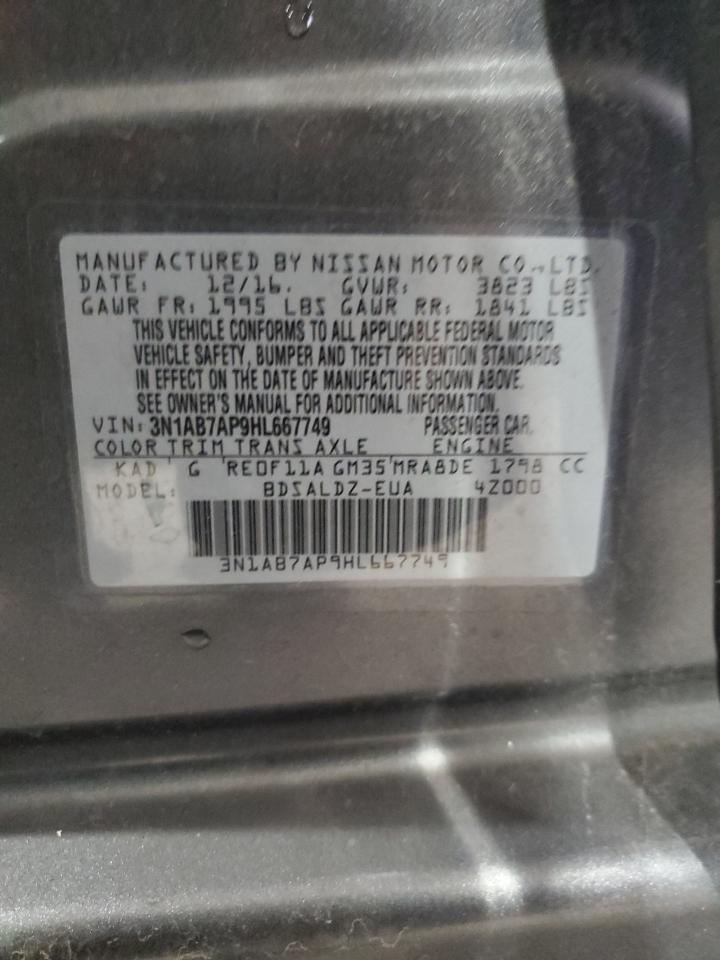 MANUFACTURED BY NISSAN MOTOR CO.,LTD.
DATE: 12/16. GVWR: 3823 LBS
GAWR FR: 1995 LBS GAWR RR: 1841 LBS
THIS VEHICLE CONFORMS TO ALL APPLICABLE FEDERAL MOTOR
VEHICLE SAFETY, BUMPER AND THEFT PREVENTION STANDARDS
IN EFFECT ON THE DATE OF MANUFACTURE SHOWN ABOVE.
SEE OWNER'S MANUAL FOR ADDITIONAL INFORMATION.
VIN: 3N1AB7AP9HL667749 PASSENGER CAR
COLOR TRIM TRANS AXLE ENGINE
KAD G RE0F11A GM35 MRA8DE 1798 CC
MODEL: BDSALDZ-EUA 4Z000
3N1AB7AP9HL667749